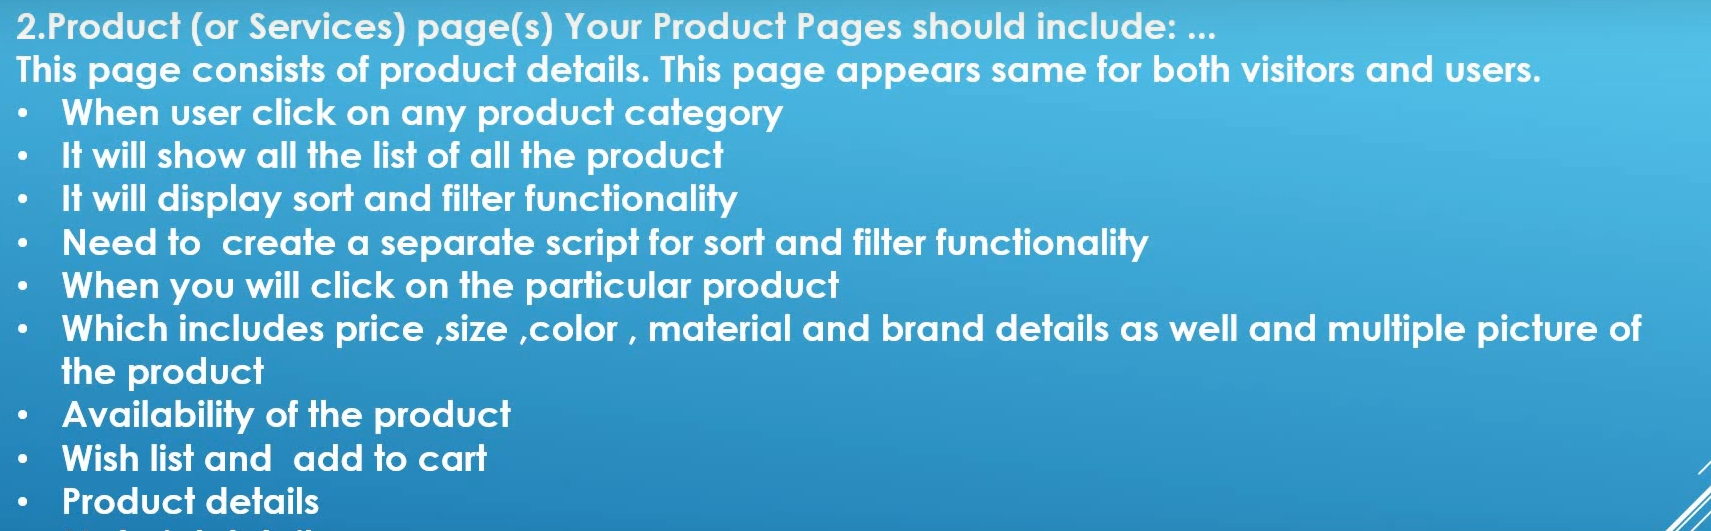 2.Product (or Services) page(s) Your Product Pages should include: ...
This page consists of product details. This page appears same for both visitors and users.
• When user click on any product category
• It will show all the list of all the product
• It will display sort and filter functionality
• Need to  create a separate script for sort and filter functionality
• When you will click on the particular product
• Which includes price ,size ,color , material and brand details as well and multiple picture of
the product
• Availability of the product
• Wish list and  add to cart
• Product details